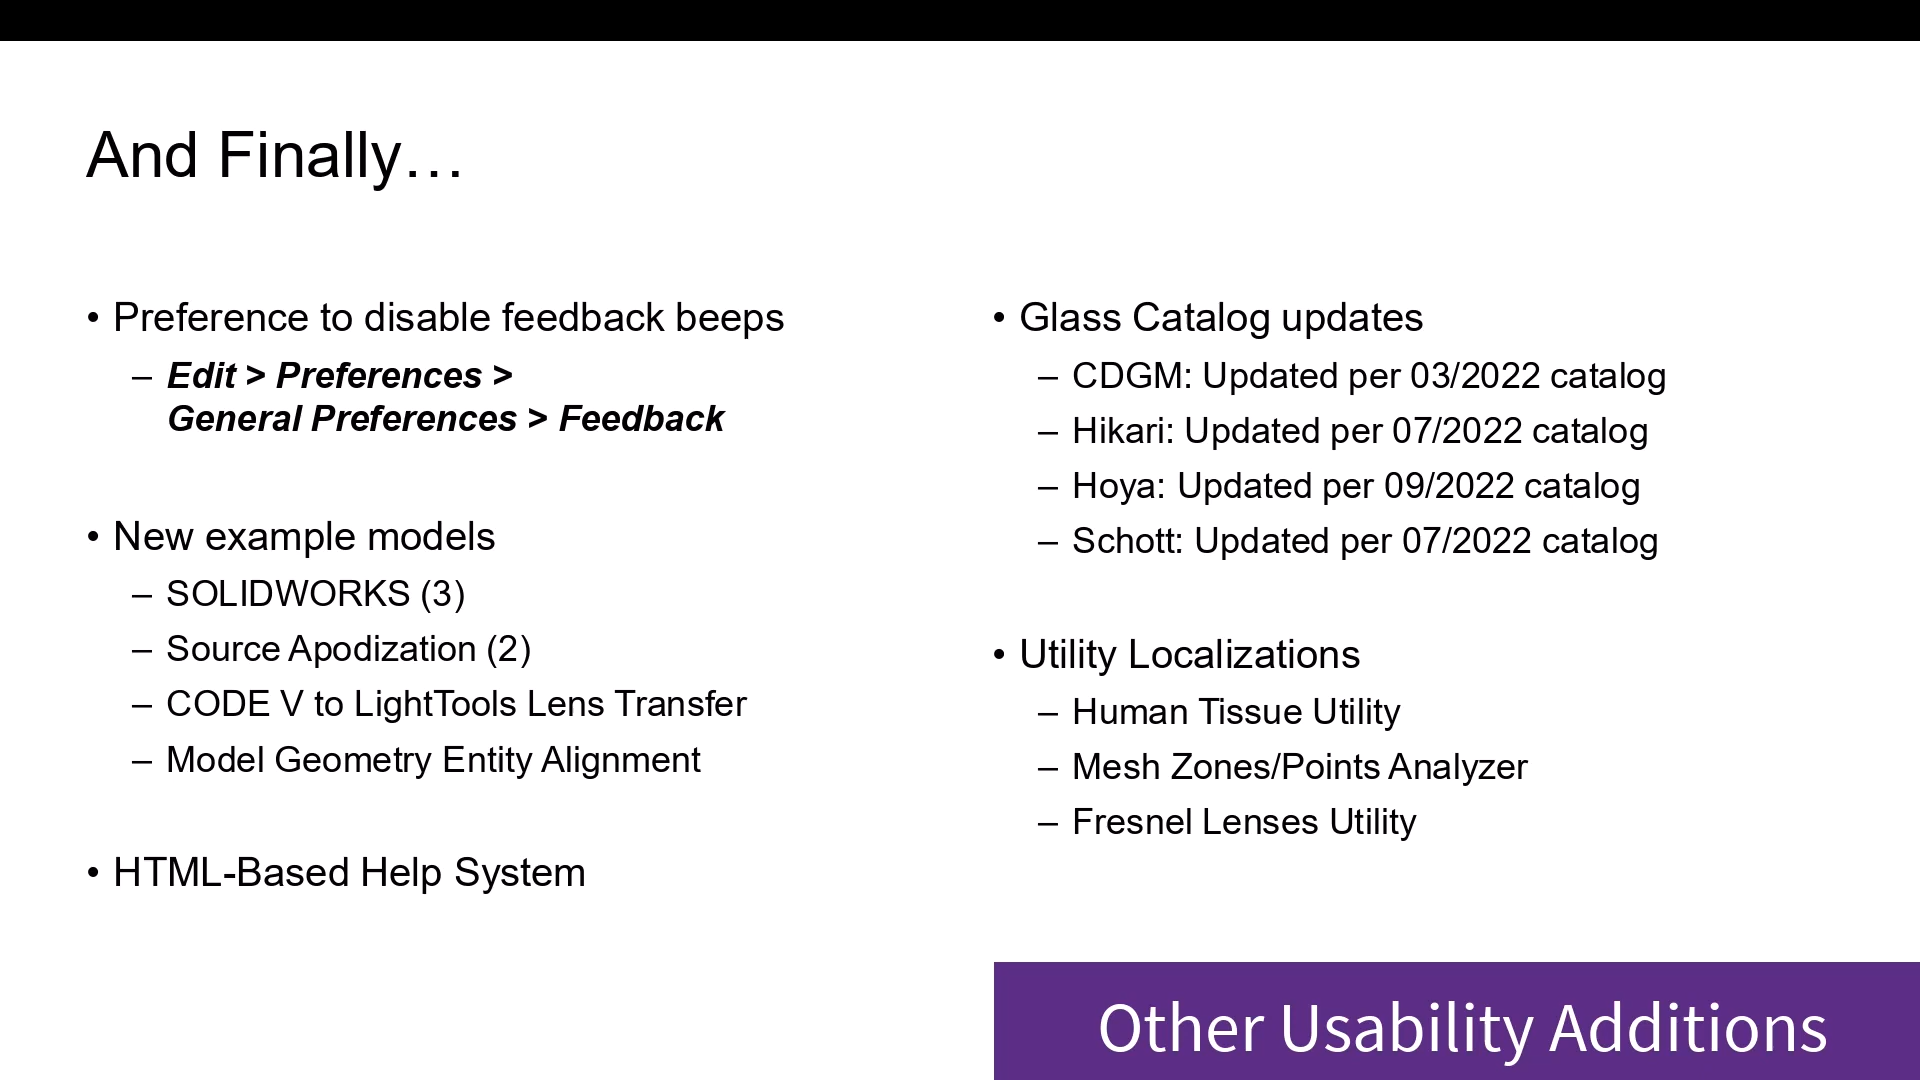 And Finally…
• Preference to disable feedback beeps
– Edit > Preferences >
General Preferences > Feedback
• New example models
– SOLIDWORKS (3)
– Source Apodization (2)
– CODE V to LightTools Lens Transfer
– Model Geometry Entity Alignment
• HTML-Based Help System
• Glass Catalog updates
– CDGM: Updated per 03/2022 catalog
– Hikari: Updated per 07/2022 catalog
– Hoya: Updated per 09/2022 catalog
– Schott: Updated per 07/2022 catalog
• Utility Localizations
– Human Tissue Utility
– Mesh Zones/Points Analyzer
– Fresnel Lenses Utility
Other Usability Additions